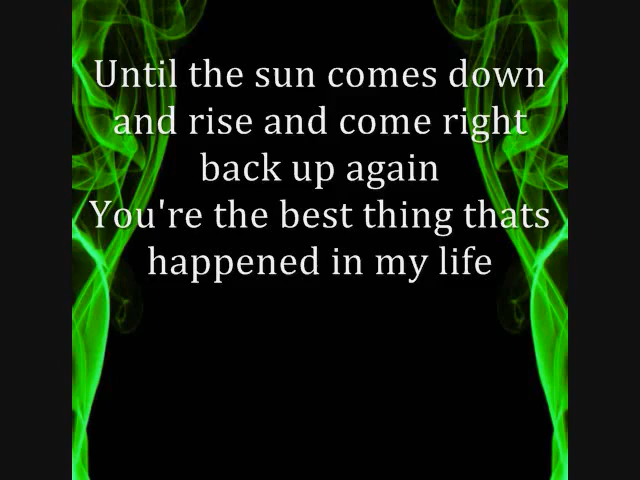 Until the sun comes down
and rise and come right
back up again
You're the best thing thats
happened in my life